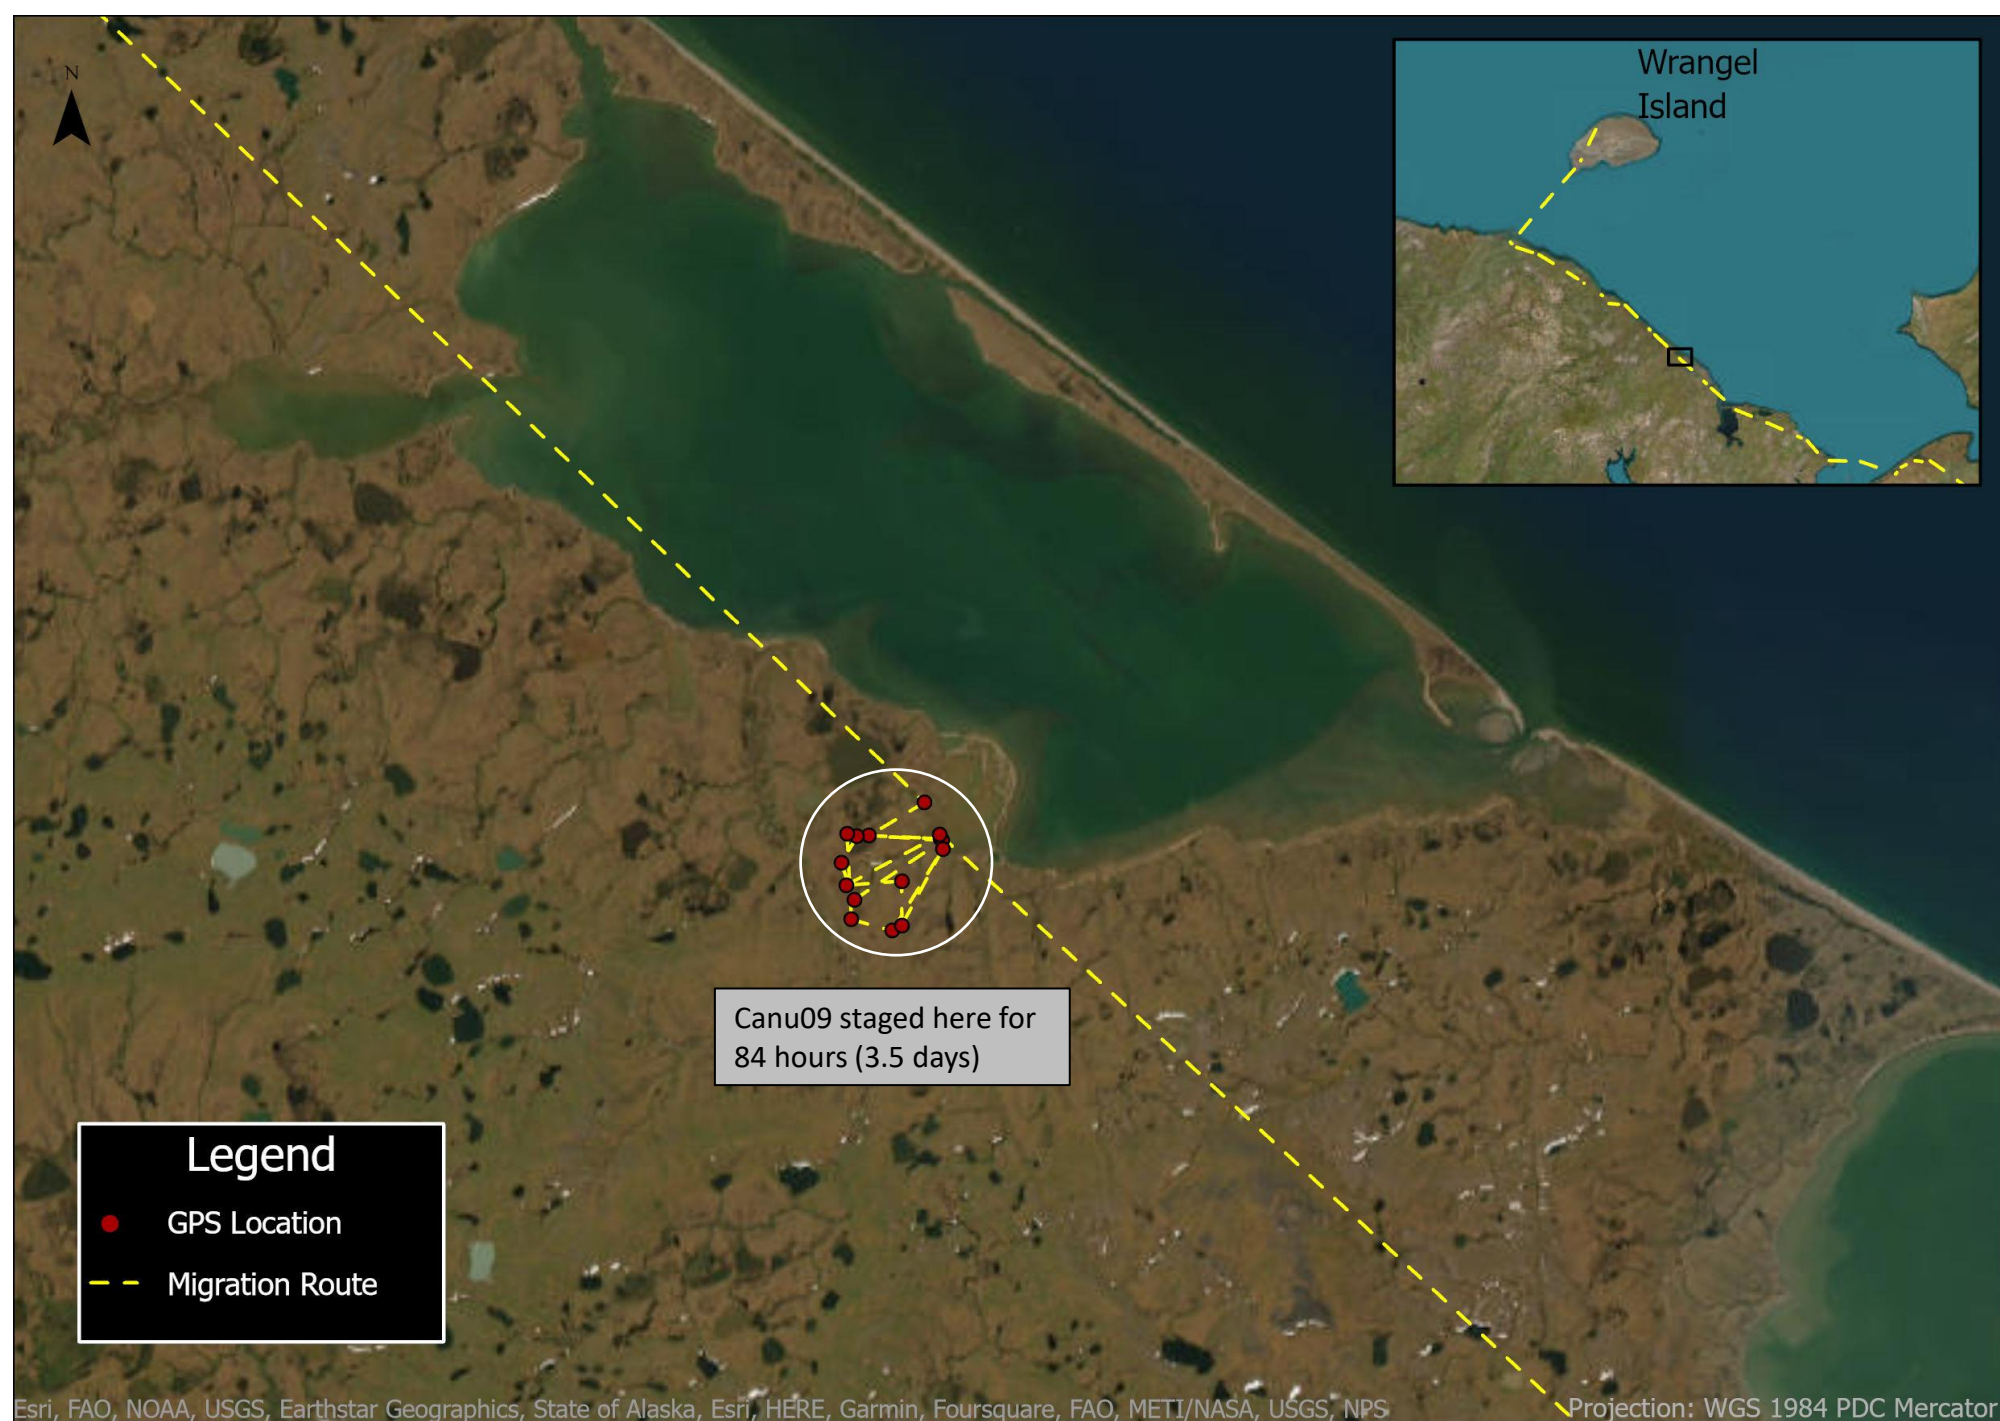 N
Wrangel
Island
Canu09 staged here for
84 hours (3.5 days)
Legend
GPS Location
Migration Route
Esri, FAO, NOAA, USGS, Earthstar Geographics, State of Alaska, Esri, HERE, Garmin, Foursquare, FAO, METI/NASA, USGS, NPS
Projection: WGS 1984 PDC Mercator